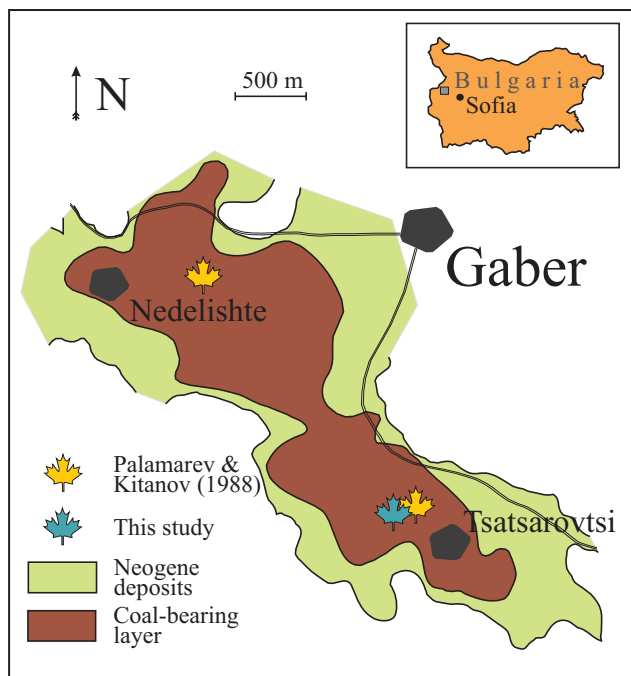 N
500 m
Bulgaria
Sofia
Gaber
Nedelishte
Palamarev &
Kitanov (1988)
This study
Tsatsarovtsi
Neogene
deposits
Coal-bearing
layer